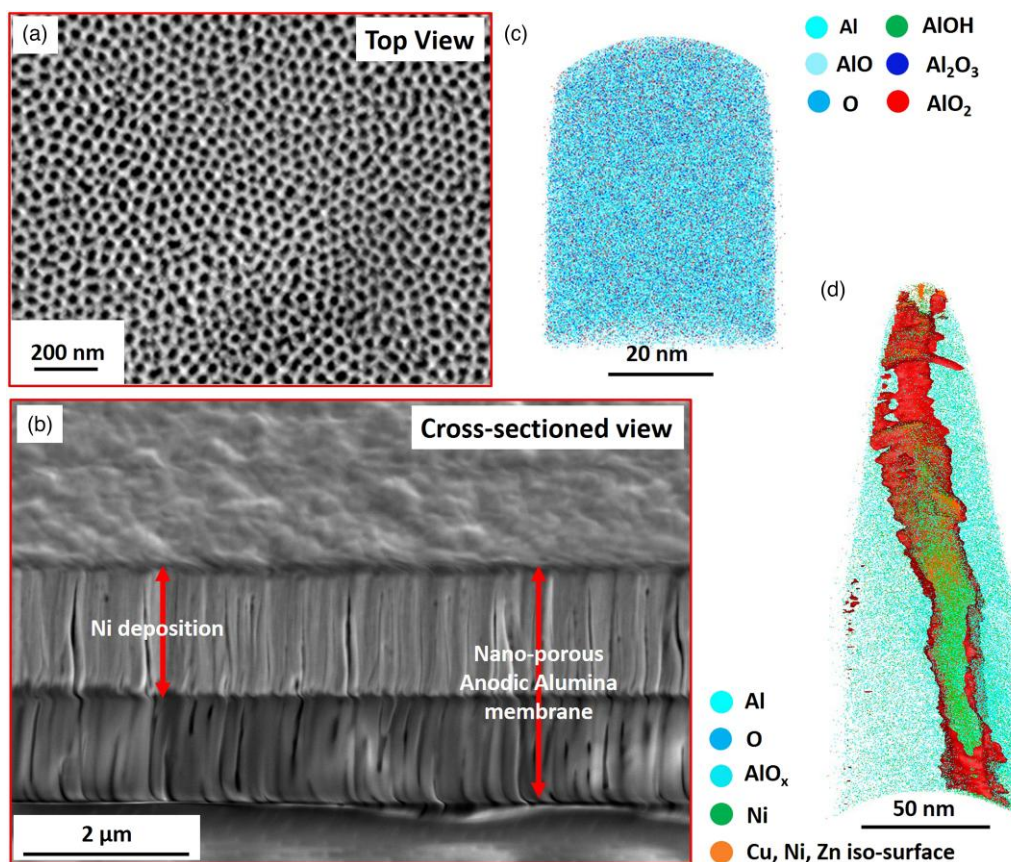 (a)
Top View
200 nm
(b)
Cross-sectioned view
Ni deposition
Nano-porous
Anodic Alumina
membrane
2 µm
(c)
20 nm
Al
AlOH
AlO
Al₂O₃
O
AlO₂
(d)
50 nm
Al
O
AlOₓ
Ni
Cu, Ni, Zn iso-surface